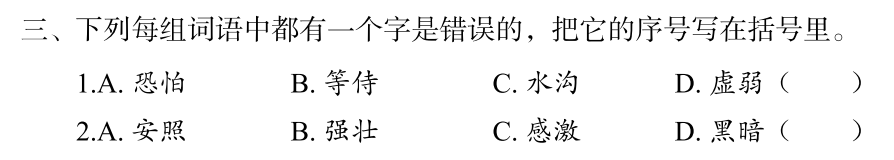 三、下列每组词语中都有一个字是错误的，把它的序号写在括号里。
1.A. 恐怕 B. 等侍 C. 水沟 D. 虚弱（ ）
2.A. 安照 B. 强壮 C. 感激 D. 黑暗（ ）